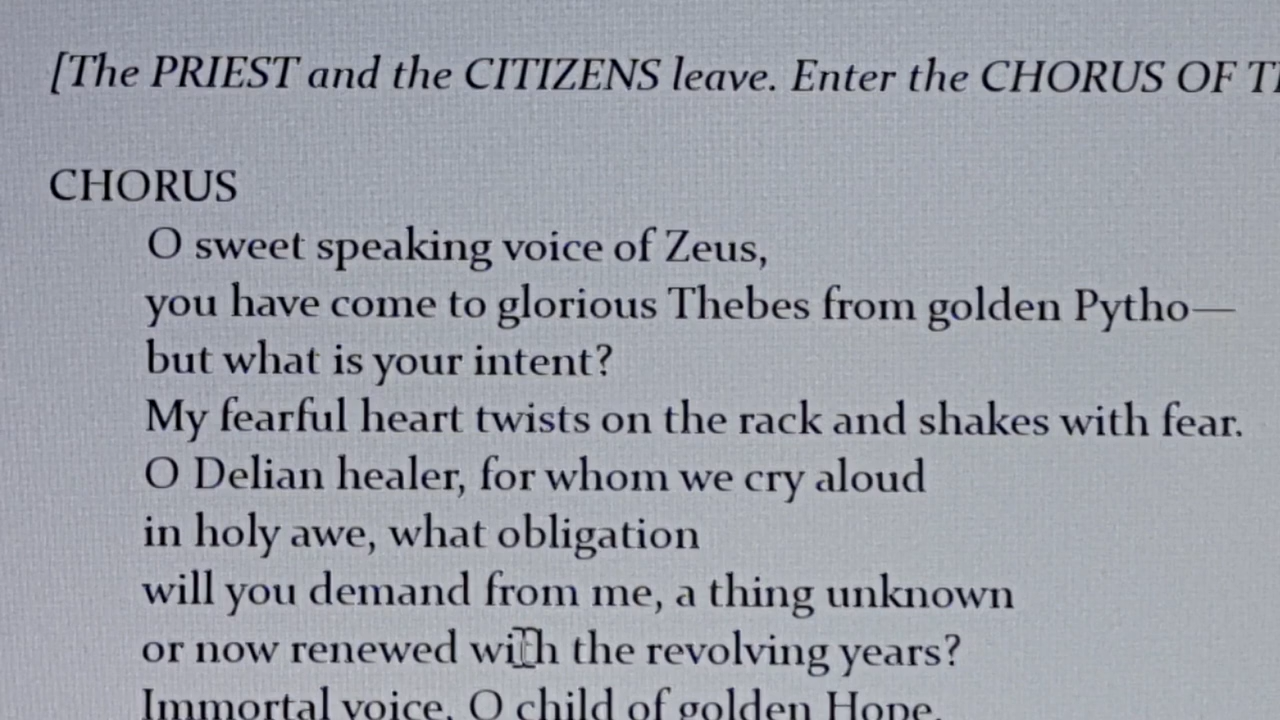 [The PRIEST and the CITIZENS leave. Enter the CHORUS OF
CHORUS
O sweet speaking voice of Zeus,
you have come to glorious Thebes from golden Pytho—
but what is your intent?
My fearful heart twists on the rack and shakes with fear.
O Delian healer, for whom we cry aloud
in holy awe, what obligation
will you demand from me, a thing unknown
or now renewed with the revolving years?
Immortal voice, O child of golden Hope,